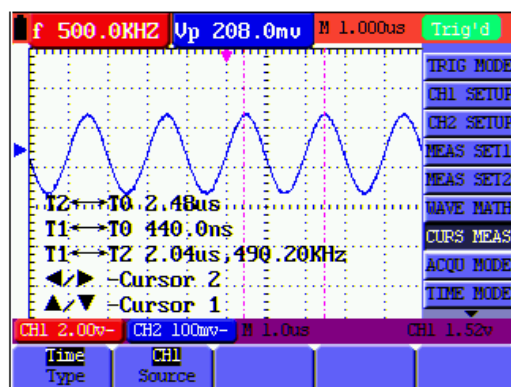 f 500.0KHZ Vp 208.0mv M 1.000us Trig'd
TRIG MODE
CH1 SETUP
CH2 SETUP
MEAS SET1
MEAS SET2
WAVE MATH
CURS MEAS
ACQU MODE
TIME MODE
T2←→T0 2.48us
T1←→T0 440.0ns
T1←→T2 2.04us,490.20KHz
◀/▶ -Cursor 2
▲/▼ -Cursor 1
CH1 2.00v- CH2 100mv- M 1.0us CH1 1.52v
Time
Type
CH1
Source